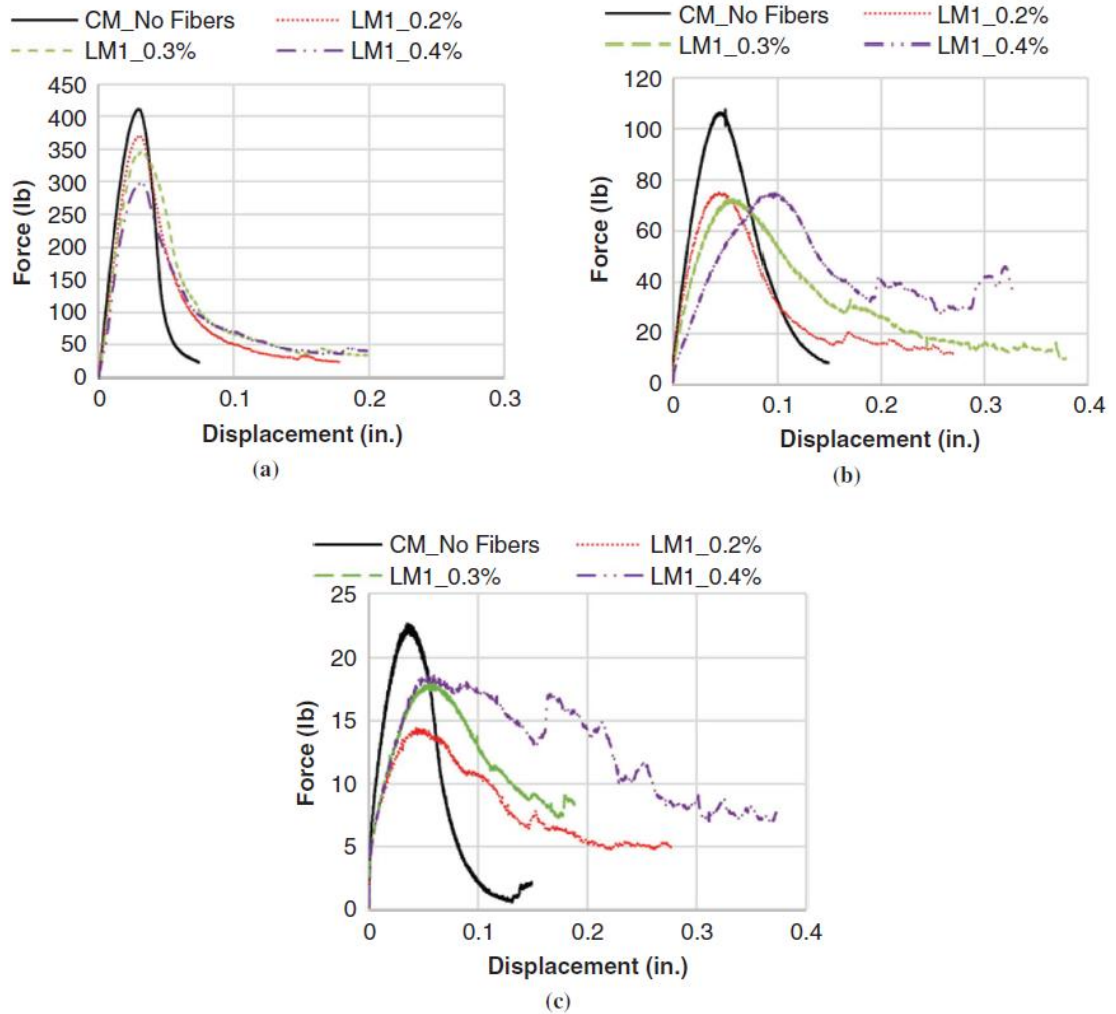 CM_No Fibers LM1_0.2%
LM1_0.3% LM1_0.4%
450
400
350
300
250
200
150
100
50
0
Force (lb)
0 0.1 0.2 0.3
Displacement (in.)
(a)
CM_No Fibers LM1_0.2%
LM1_0.3% LM1_0.4%
120
100
80
60
40
20
0
Force (lb)
0 0.1 0.2 0.3 0.4
Displacement (in.)
(b)
CM_No Fibers LM1_0.2%
LM1_0.3% LM1_0.4%
25
20
15
10
5
0
Force (lb)
0 0.1 0.2 0.3 0.4
Displacement (in.)
(c)